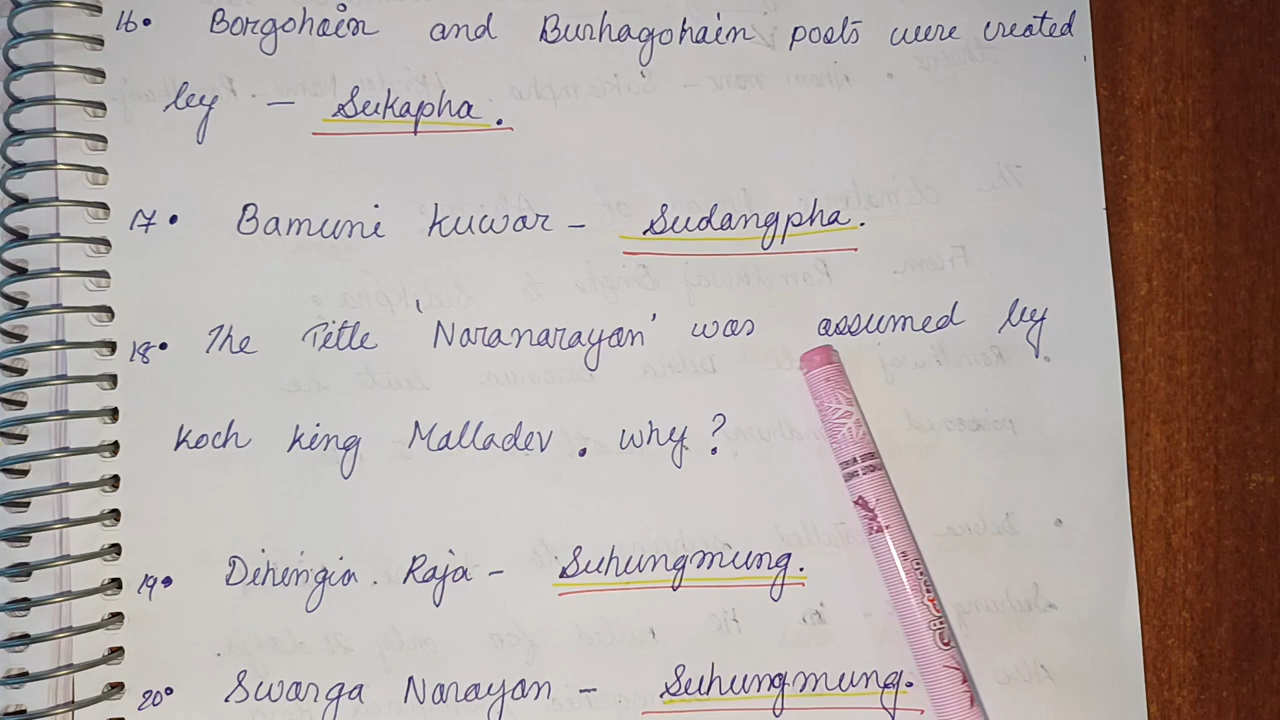 16. Borgohain and Burhagohain posts were created
by - Sukapha.
17. Bamuni Kuwar - Sudangpha.
18. The Title 'Naranarayan' was assumed by
Koch King Malladev. why?
19. Dihingia. Raja - Suhungmung.
20. Swarga Narayan - Suhungmung.